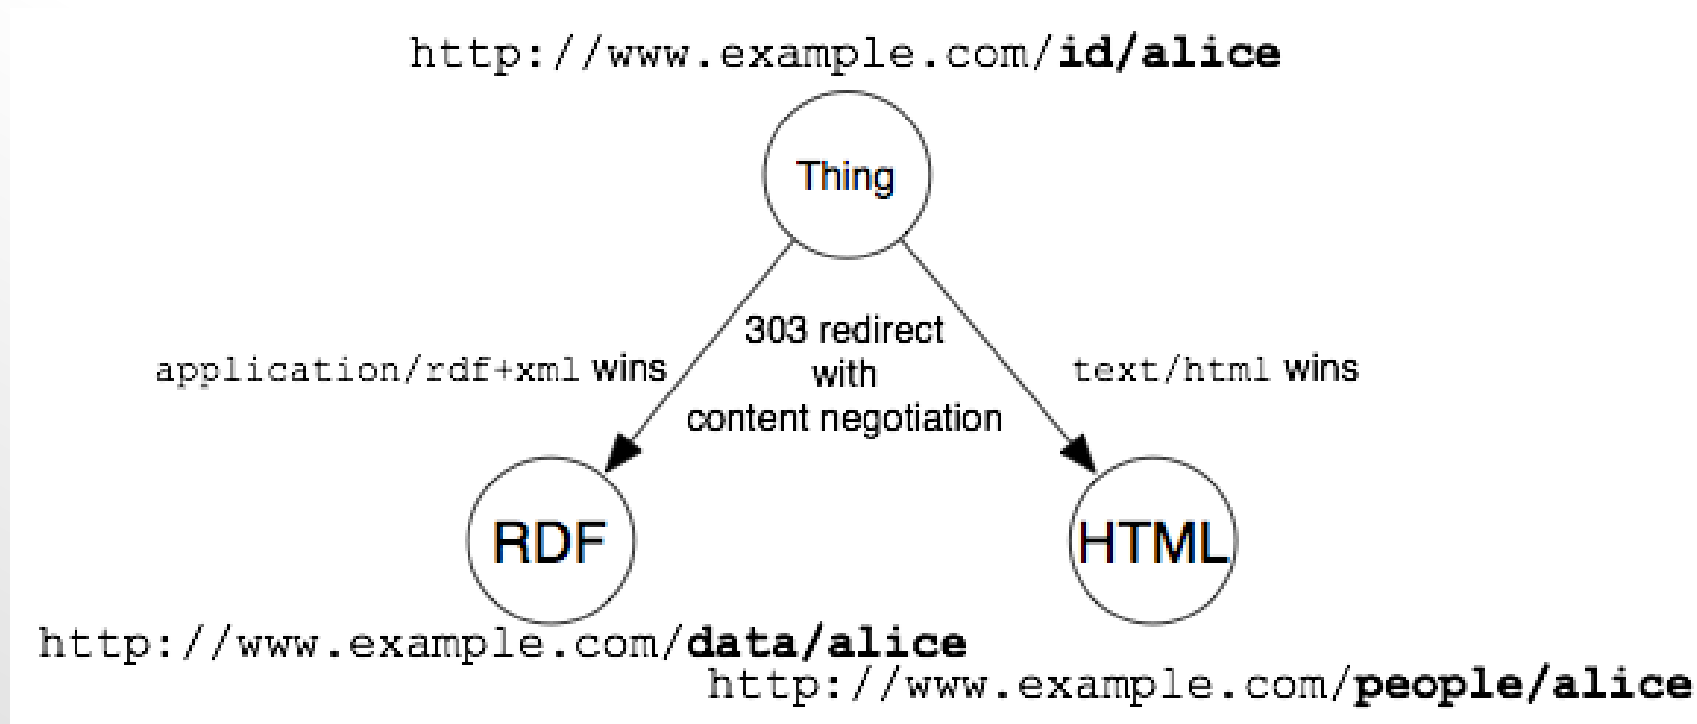 http://www.example.com/id/alice
Thing
303 redirect
with
content negotiation
application/rdf+xml wins
text/html wins
RDF
HTML
http://www.example.com/data/alice
http://www.example.com/people/alice